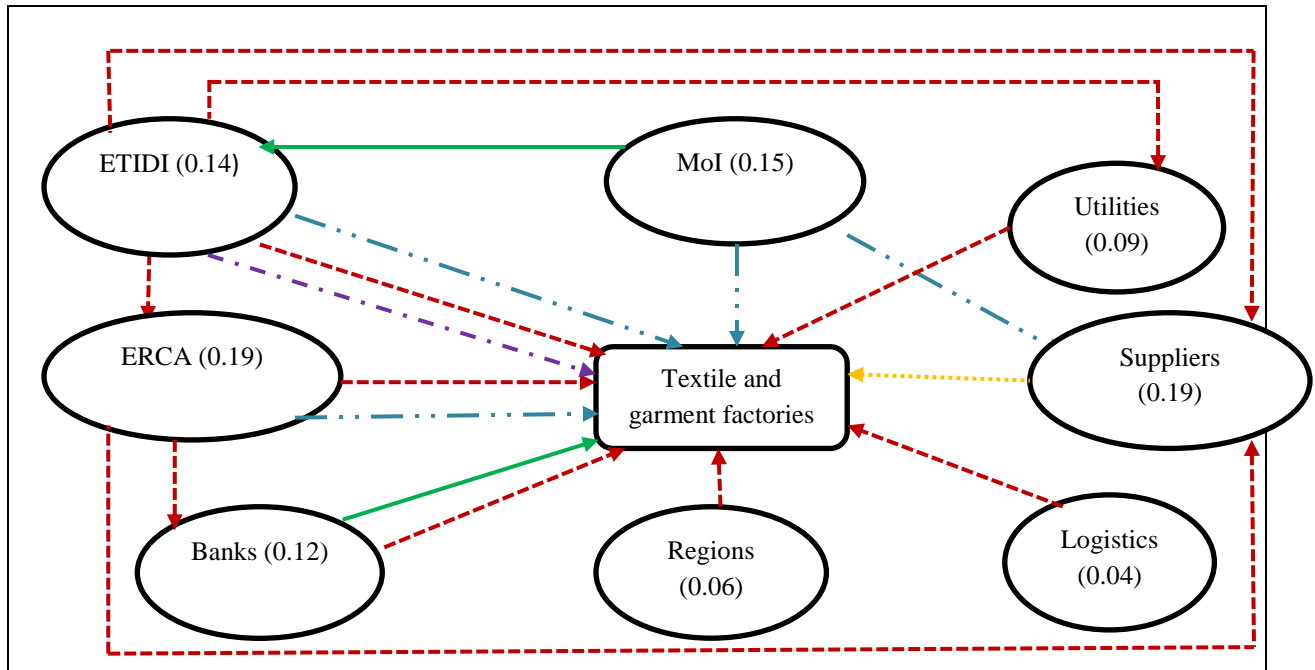 ETIDI (0.14)
MoI (0.15)
Utilities
(0.09)
ERCA (0.19)
Textile and
garment factories
Suppliers
(0.19)
Banks (0.12)
Regions
(0.06)
Logistics
(0.04)